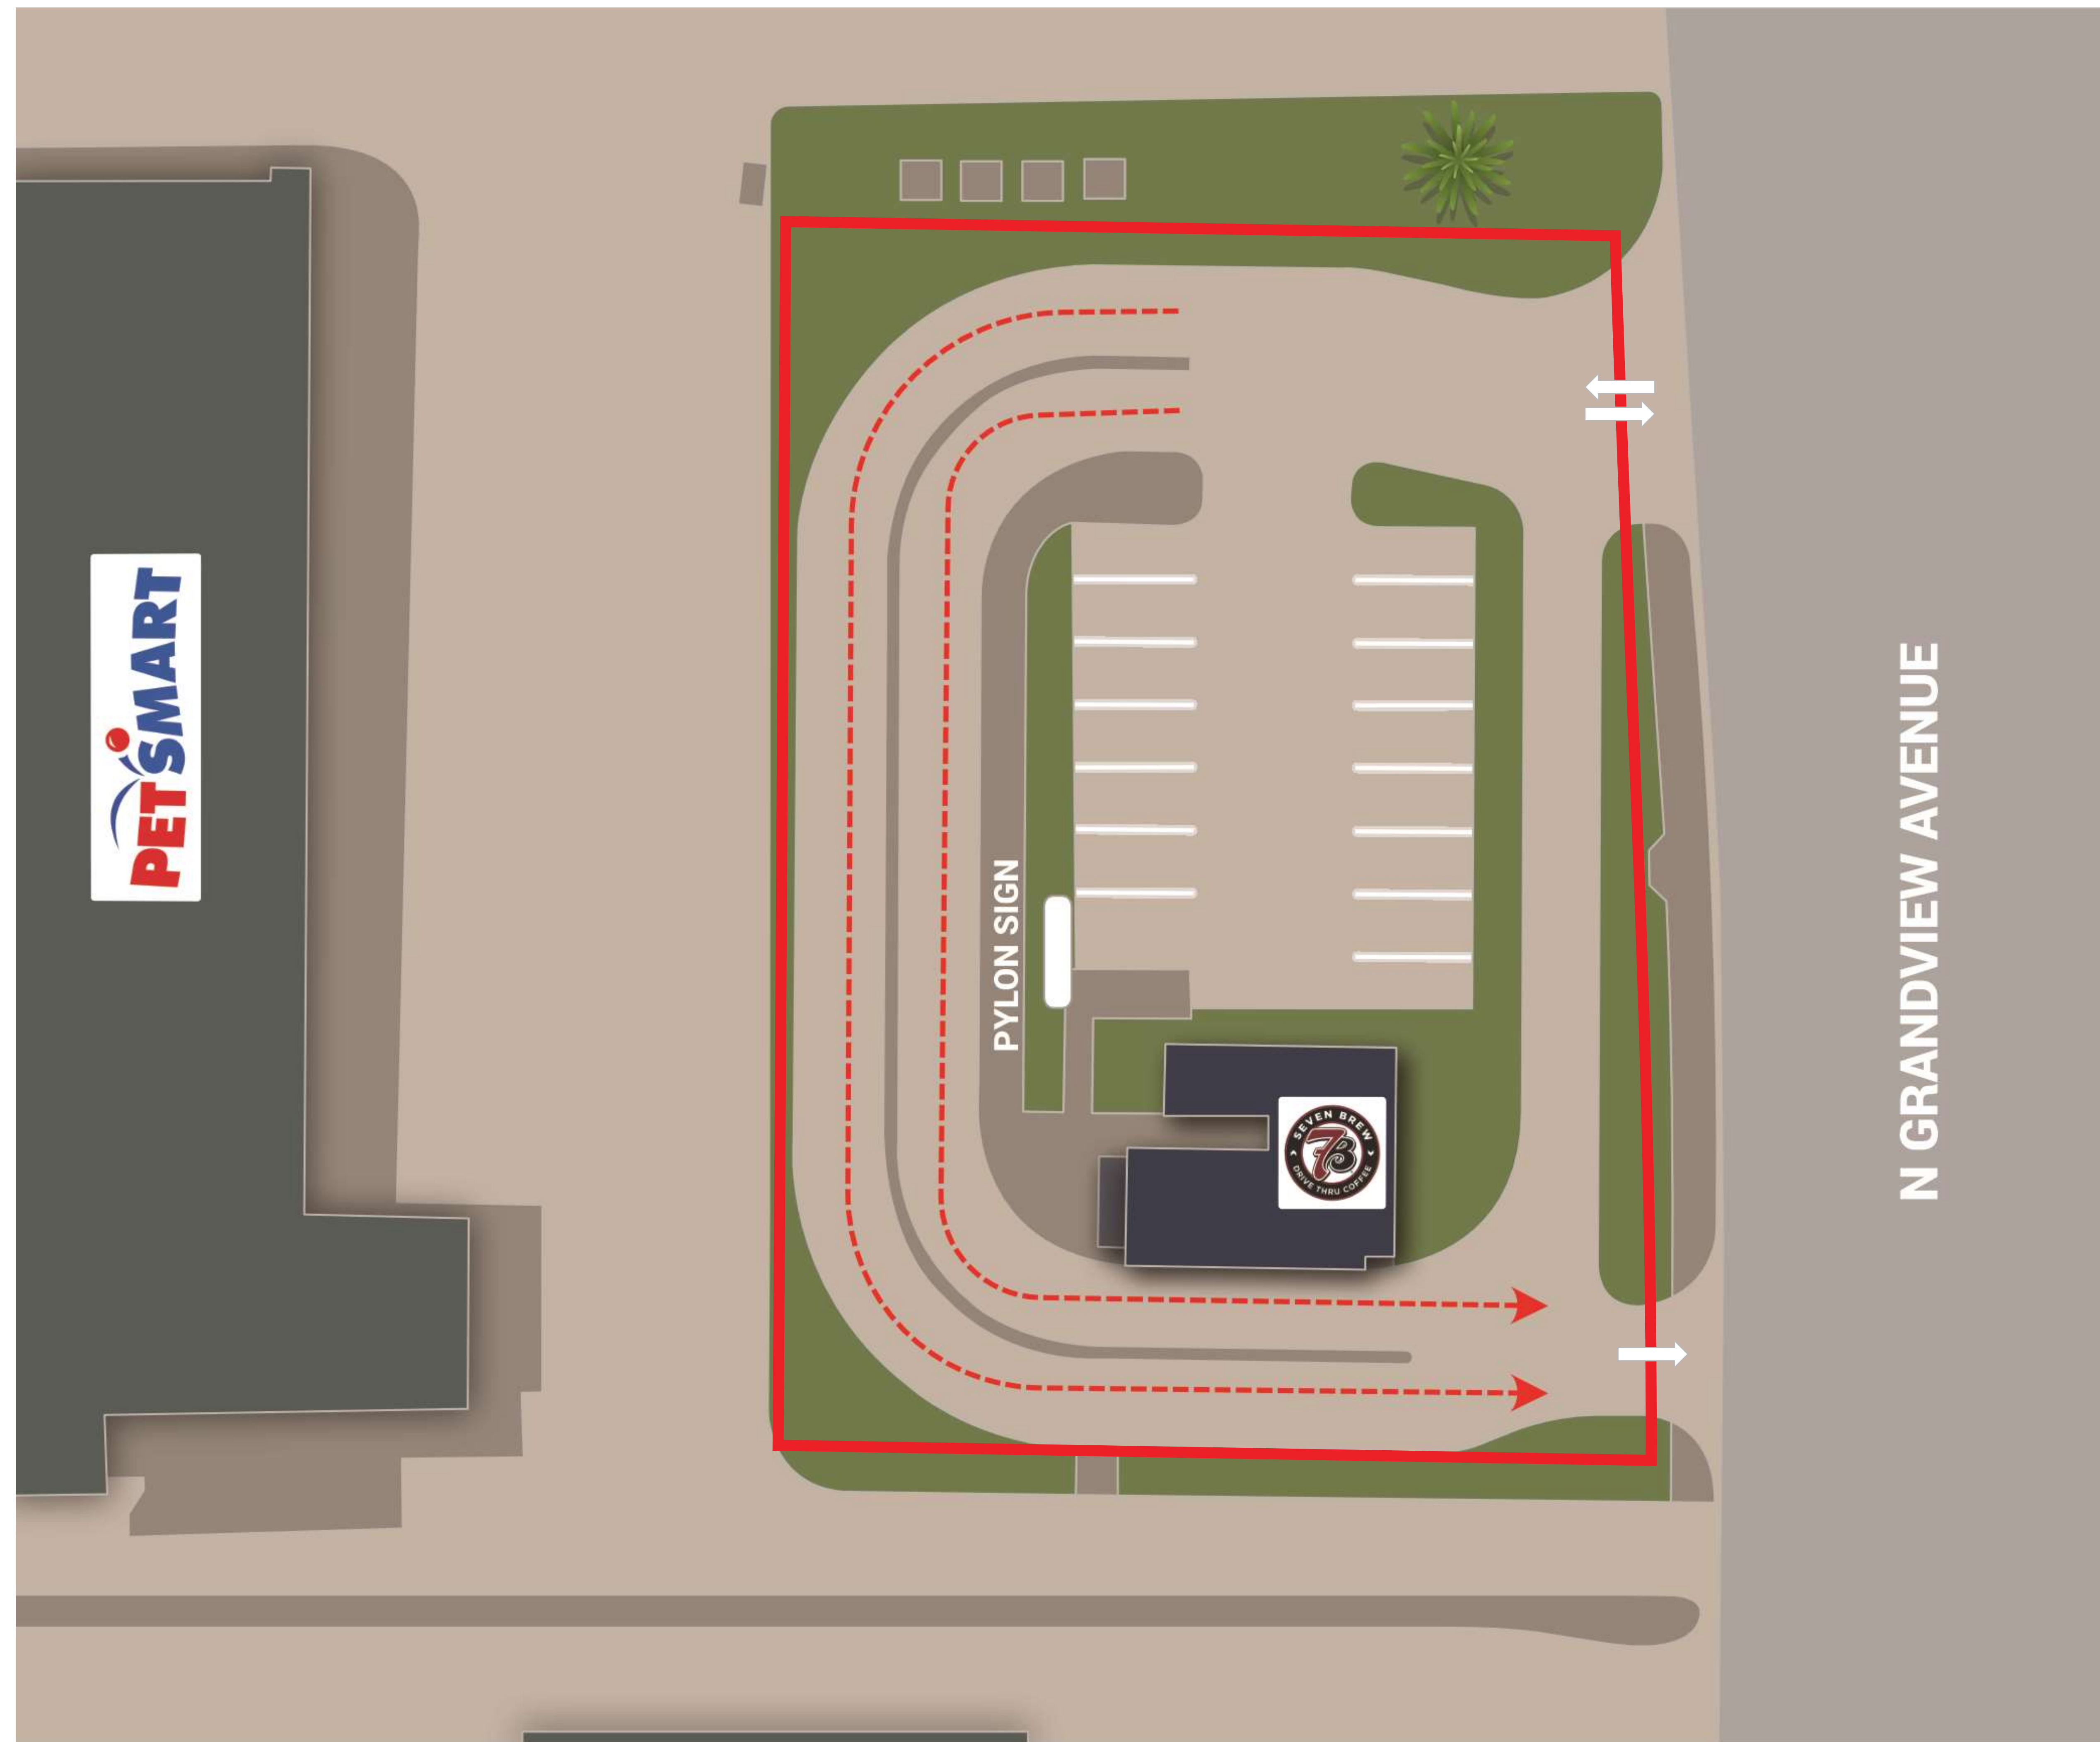 PETSMART
PYLON SIGN
SEVEN BREW
7B
DRIVE THRU COFFEE
N GRANDVIEW AVENUE